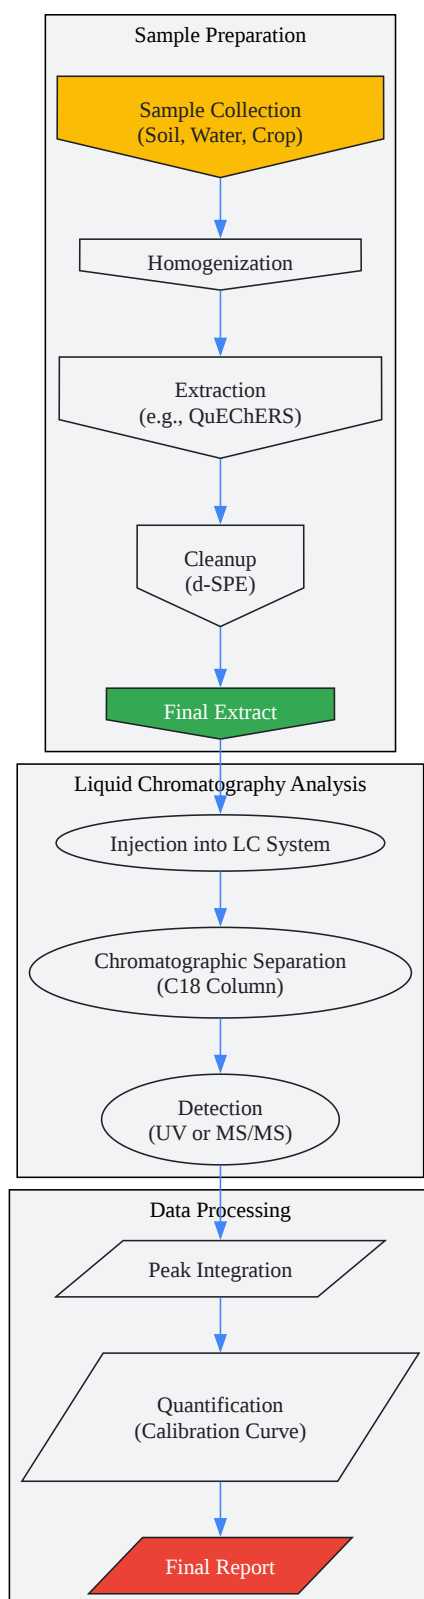 Sample Preparation
Sample Collection
(Soil, Water, Crop)
Homogenization
Extraction
(e.g., QuEChERS)
Cleanup
(d-SPE)
Final Extract
Liquid Chromatography Analysis
Injection into LC System
Chromatographic Separation
(C18 Column)
Detection
(UV or MS/MS)
Data Processing
Peak Integration
Quantification
(Calibration Curve)
Final Report